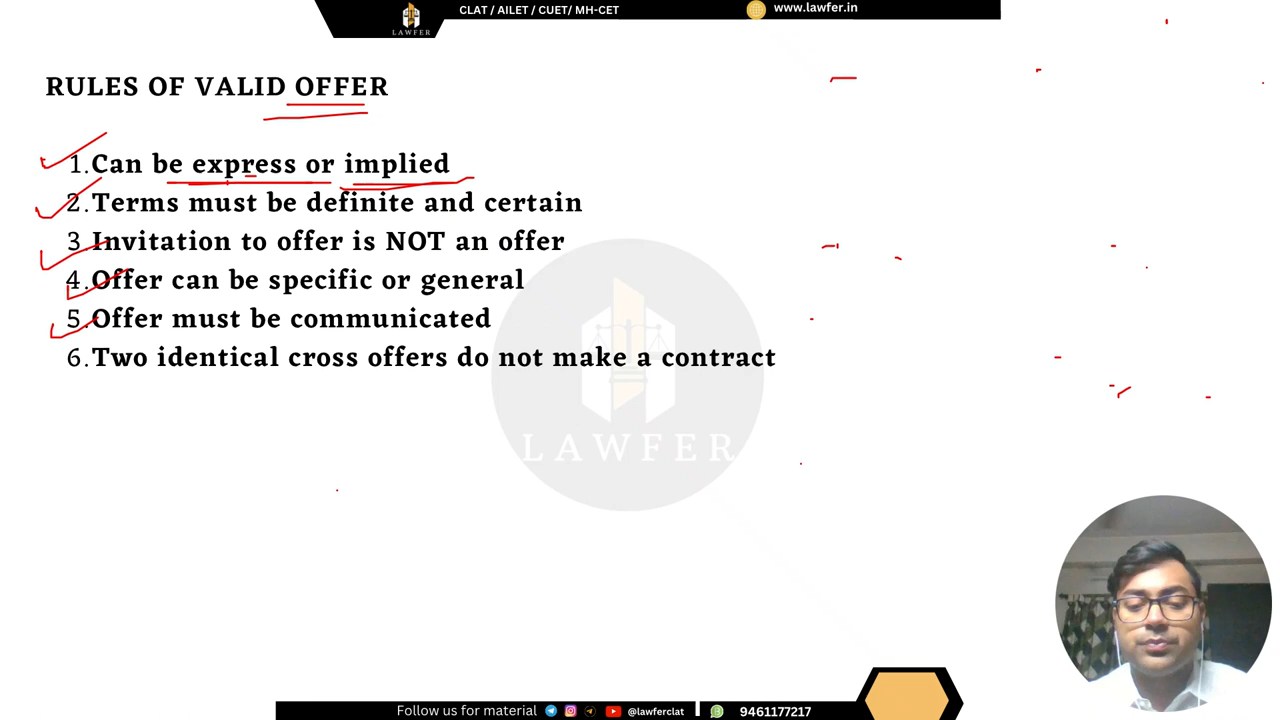 CLAT / AILET / CUET/ MH-CET
www.lawfer.in
LAWFER
RULES OF VALID OFFER
1.Can be express or implied
2.Terms must be definite and certain
3.Invitation to offer is NOT an offer
4.Offer can be specific or general
5.Offer must be communicated
6.Two identical cross offers do not make a contract
LAWFER
Follow us for material @lawferclat 9461177217